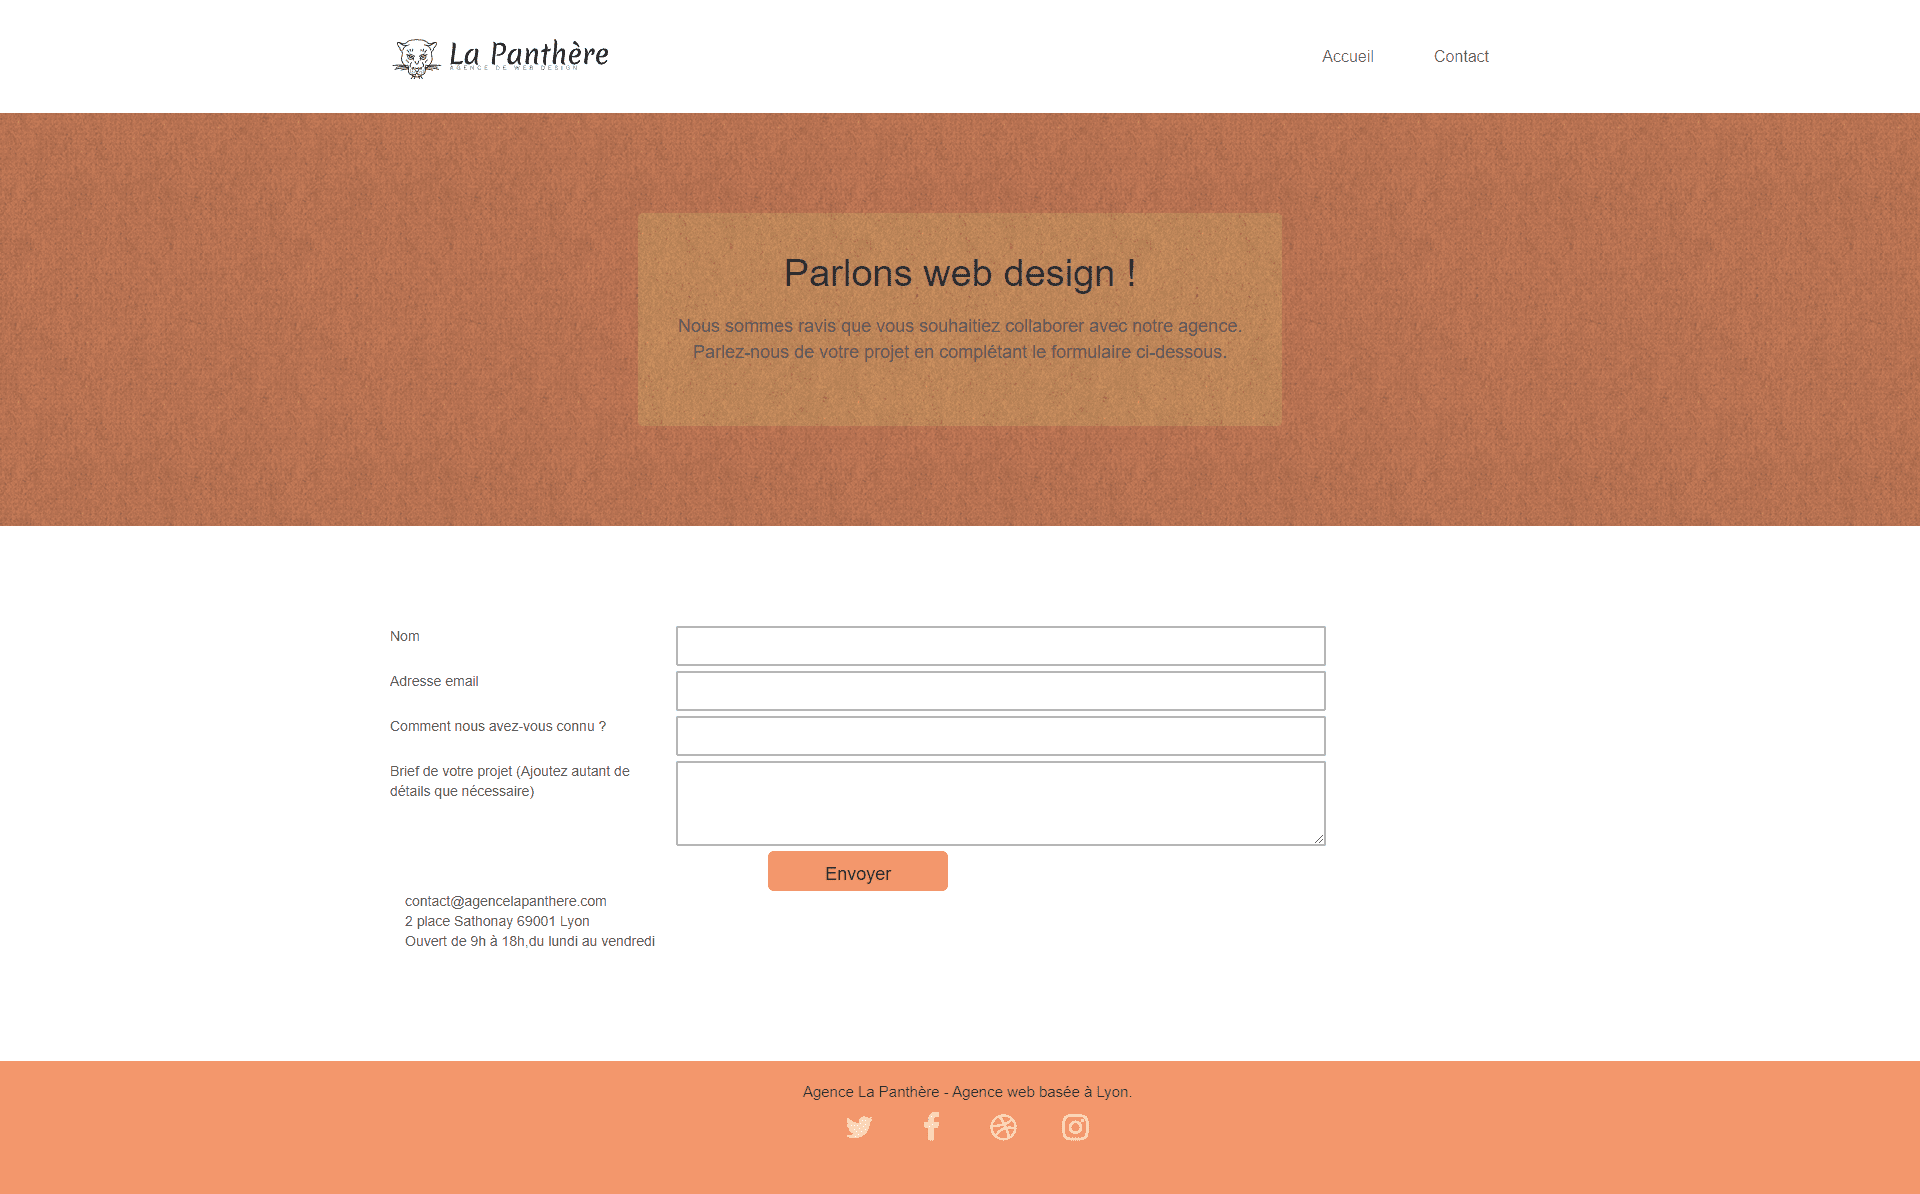 La Panthère
AGENCE DE WEB DESIGN
Accueil
Contact
Parlons web design !
Nous sommes ravis que vous souhaitiez collaborer avec notre agence.
Parlez-nous de votre projet en complétant le formulaire ci-dessous.
Nom
Adresse email
Comment nous avez-vous connu ?
Brief de votre projet (Ajoutez autant de
détails que nécessaire)
Envoyer
contact@agencelapanthere.com
2 place Sathonay 69001 Lyon
Ouvert de 9h à 18h,du lundi au vendredi
Agence La Panthère - Agence web basée à Lyon.